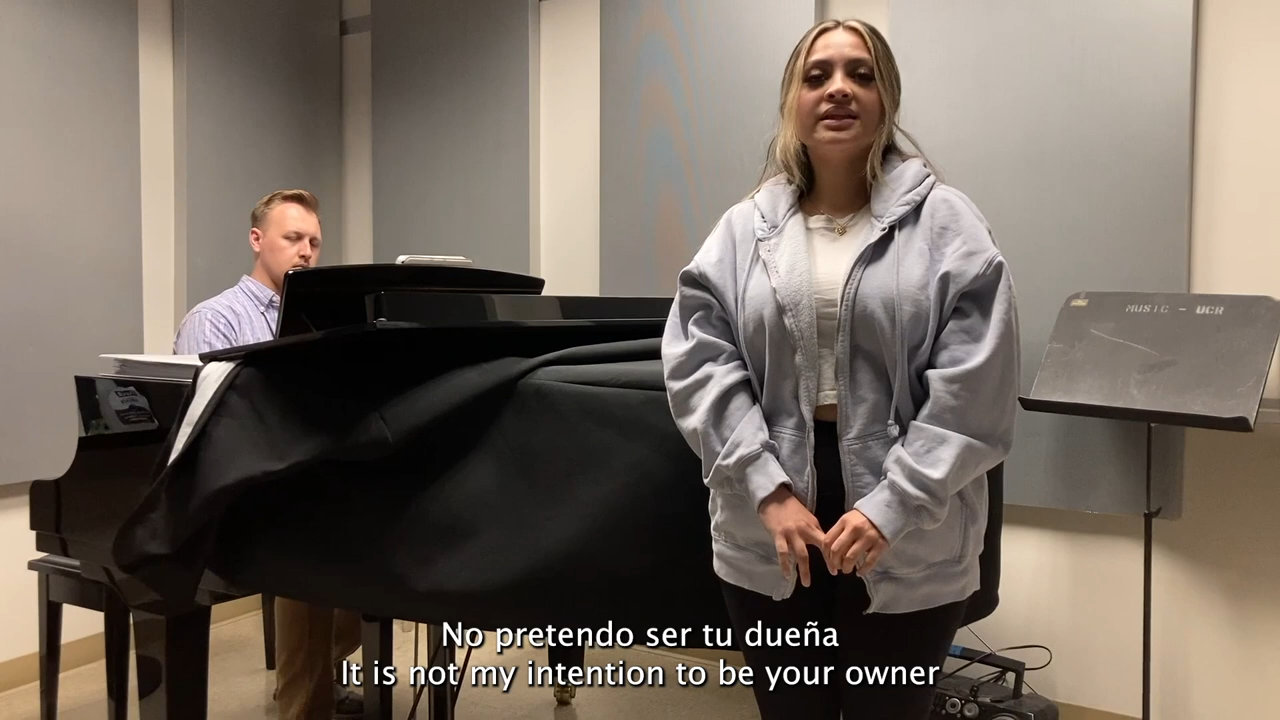 MUSIC - UCR
No pretendo ser tu dueña
It is not my intention to be your owner